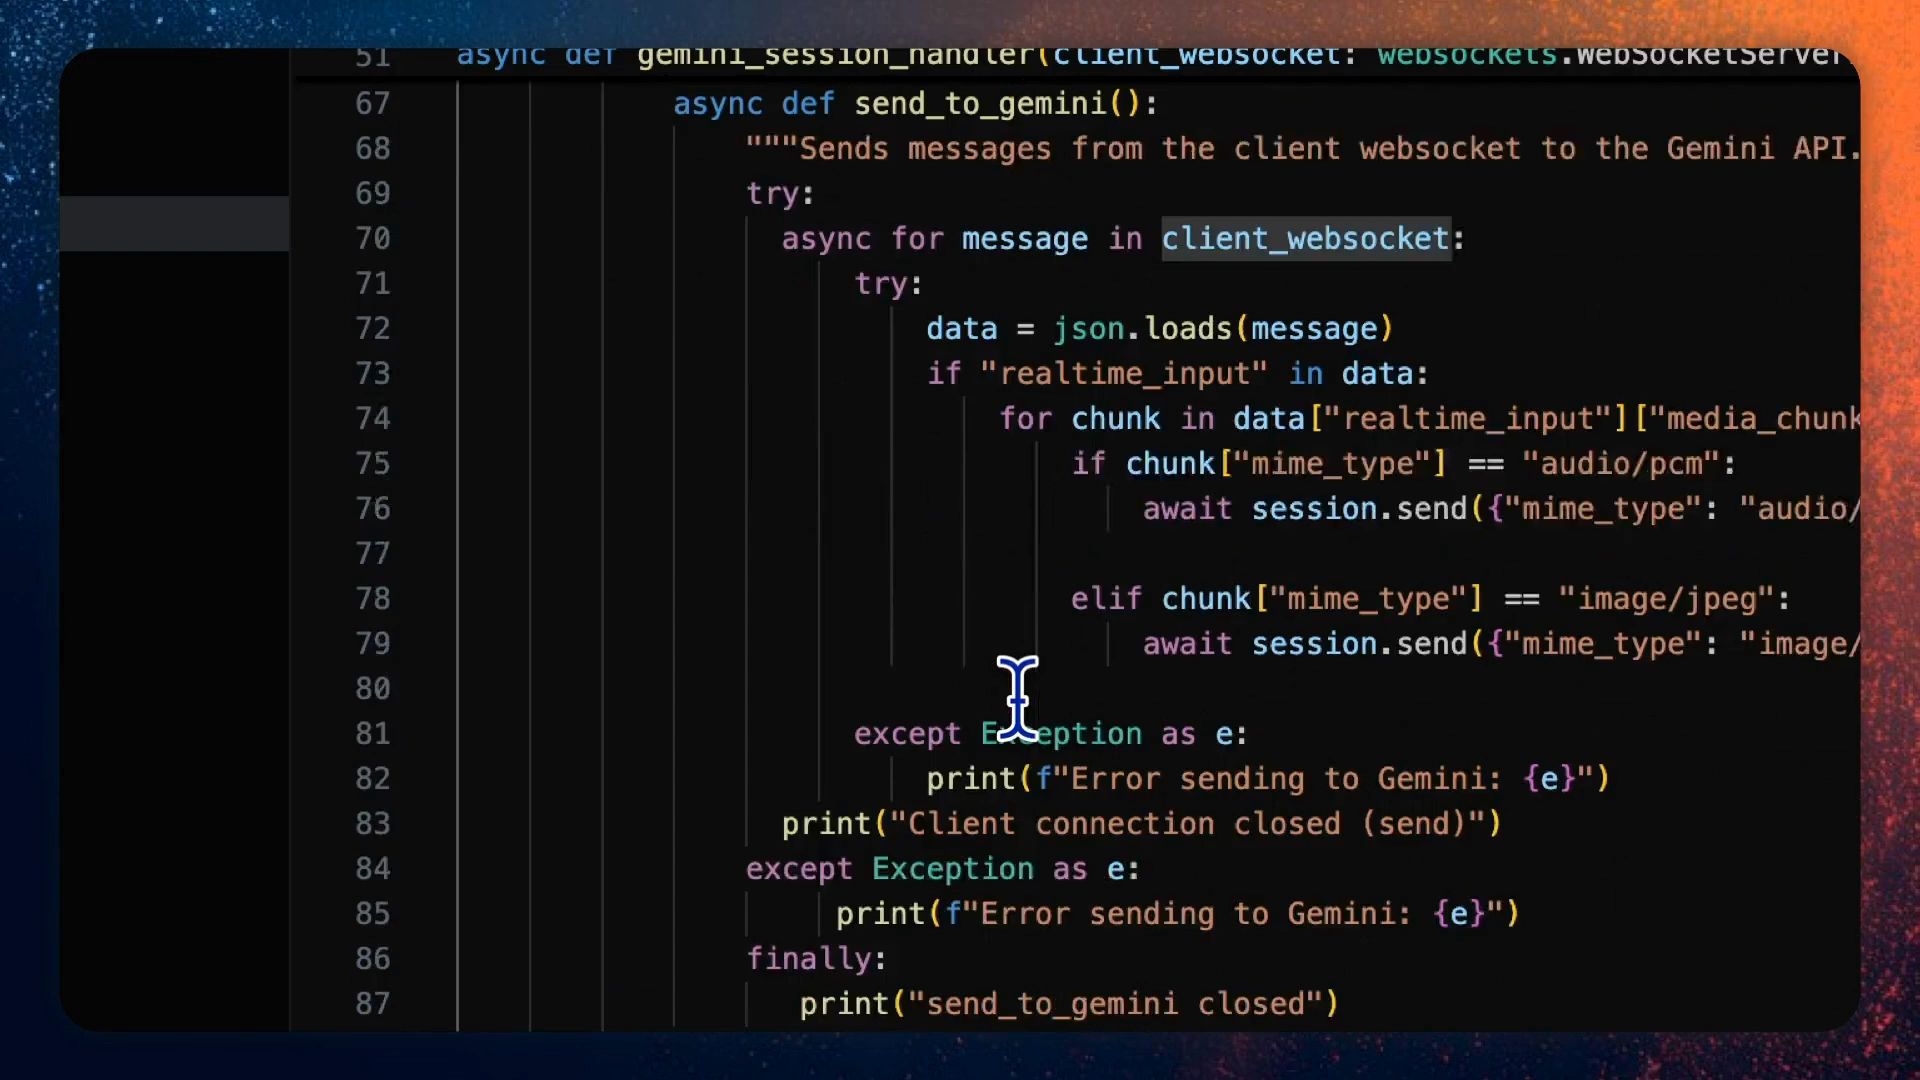 51 async def gemini_session_handler(client_websocket: websockets.WebSocketServer
67 async def send_to_gemini():
68 """Sends messages from the client websocket to the Gemini API.
69 try:
70 async for message in client_websocket:
71 try:
72 data = json.loads(message)
73 if "realtime_input" in data:
74 for chunk in data["realtime_input"]["media_chunk
75 if chunk["mime_type"] == "audio/pcm":
76 await session.send({"mime_type": "audio/
77
78 elif chunk["mime_type"] == "image/jpeg":
79 await session.send({"mime_type": "image/
80
81 except Exception as e:
82 print(f"Error sending to Gemini: {e}")
83 print("Client connection closed (send)")
84 except Exception as e:
85 print(f"Error sending to Gemini: {e}")
86 finally:
87 print("send_to_gemini closed")